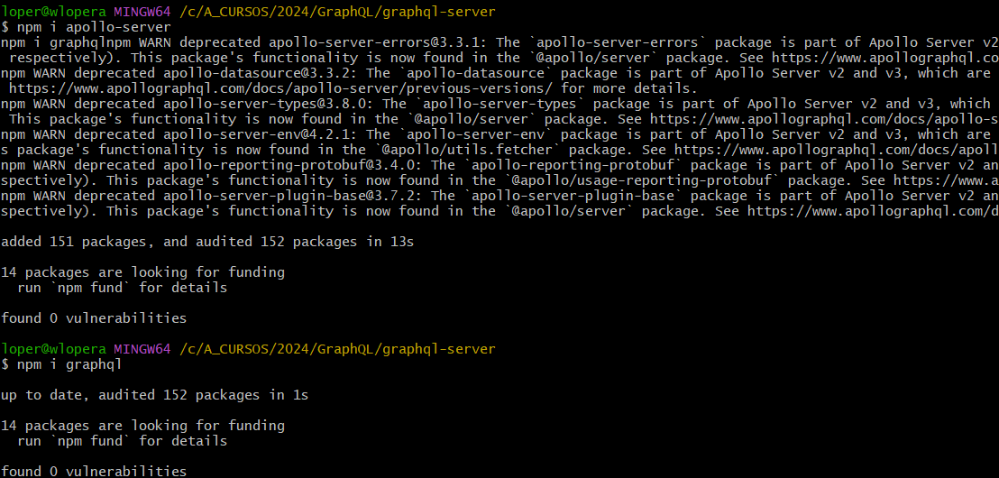 loper@wlopera MINGW64 /c/A_CURSOS/2024/GraphQL/graphql-server
$ npm i apollo-server
npm i graphqlnpm WARN deprecated apollo-server-errors@3.3.1: The `apollo-server-errors` package is part of Apollo Server v2
 respectively). This package's functionality is now found in the `@apollo/server` package. See https://www.apollographql.co
npm WARN deprecated apollo-datasource@3.3.2: The `apollo-datasource` package is part of Apollo Server v2 and v3, which are
 https://www.apollographql.com/docs/apollo-server/previous-versions/ for more details.
npm WARN deprecated apollo-server-types@3.8.0: The `apollo-server-types` package is part of Apollo Server v2 and v3, which
 This package's functionality is now found in the `@apollo/server` package. See https://www.apollographql.com/docs/apollo-s
npm WARN deprecated apollo-server-env@4.2.1: The `apollo-server-env` package is part of Apollo Server v2 and v3, which are
s package's functionality is now found in the `@apollo/utils.fetcher` package. See https://www.apollographql.com/docs/apoll
npm WARN deprecated apollo-reporting-protobuf@3.4.0: The `apollo-reporting-protobuf` package is part of Apollo Server v2 an
spectively). This package's functionality is now found in the `@apollo/usage-reporting-protobuf` package. See https://www.a
npm WARN deprecated apollo-server-plugin-base@3.7.2: The `apollo-server-plugin-base` package is part of Apollo Server v2 an
spectively). This package's functionality is now found in the `@apollo/server` package. See https://www.apollographql.com/d
added 151 packages, and audited 152 packages in 13s
14 packages are looking for funding
  run `npm fund` for details
found 0 vulnerabilities
loper@wlopera MINGW64 /c/A_CURSOS/2024/GraphQL/graphql-server
$ npm i graphql
up to date, audited 152 packages in 1s
14 packages are looking for funding
  run `npm fund` for details
found 0 vulnerabilities